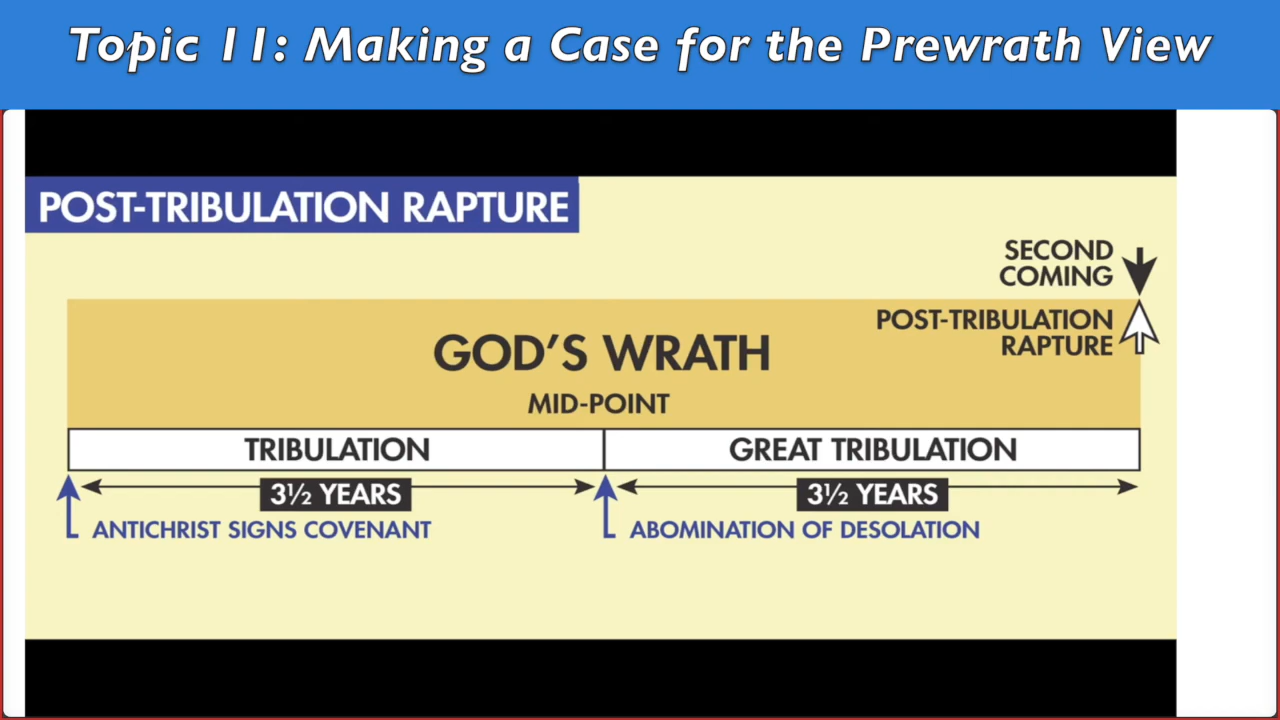 Topic 11: Making a Case for the Prewrath View
POST-TRIBULATION RAPTURE
SECOND
COMING
POST-TRIBULATION
RAPTURE
GOD'S WRATH
MID-POINT
TRIBULATION
GREAT TRIBULATION
3½ YEARS
3½ YEARS
ANTICHRIST SIGNS COVENANT
ABOMINATION OF DESOLATION